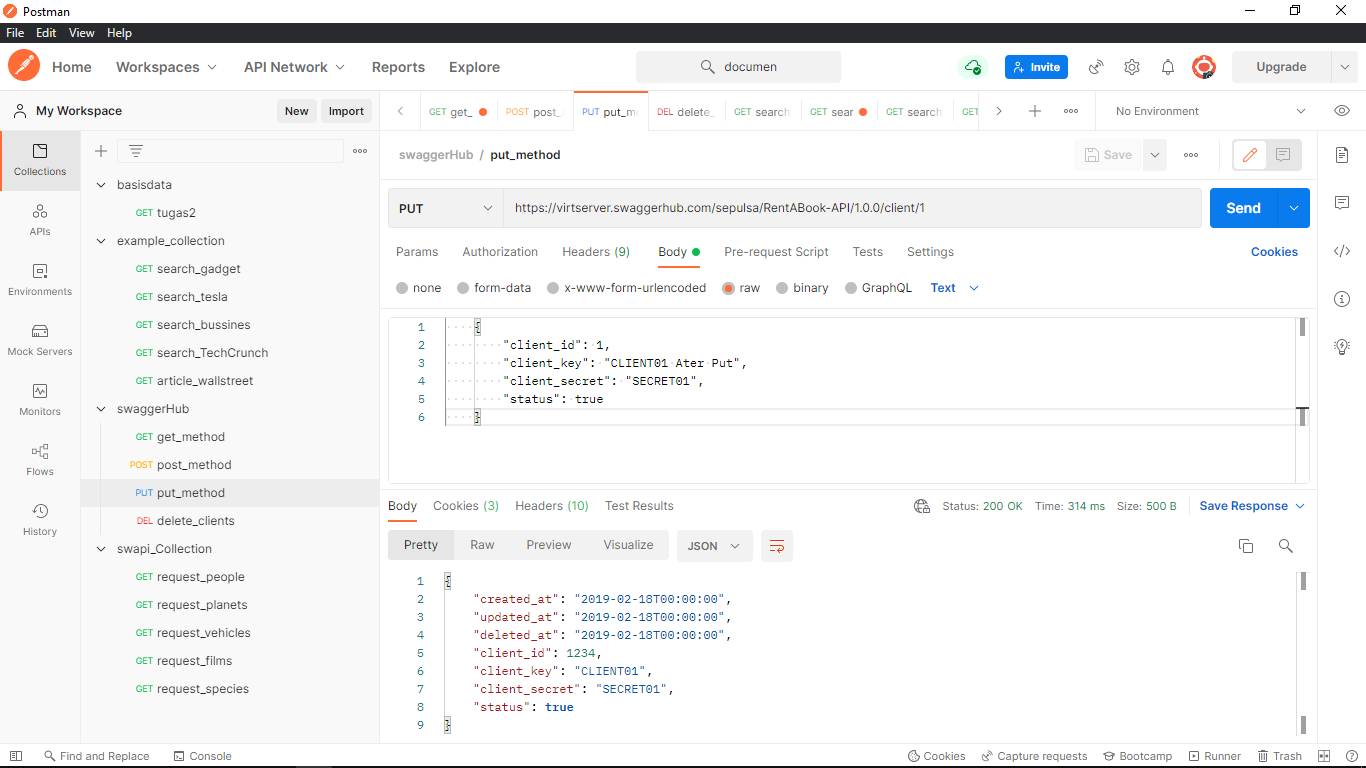 Postman
File Edit View Help
Home Workspaces API Network Reports Explore documen Invite Upgrade
My Workspace New Import
GET get_ POST post_ PUT put_m DEL delete_ GET search GET sear GET search GET No Environment
swaggerHub / put_method Save
Collections
APIs
Environments
Mock Servers
Monitors
Flows
History
basisdata
GET tugas2
example_collection
GET search_gadget
GET search_tesla
GET search_bussines
GET search_TechCrunch
GET article_wallstreet
swaggerHub
GET get_method
POST post_method
PUT put_method
DEL delete_clients
swapi_Collection
GET request_people
GET request_planets
GET request_vehicles
GET request_films
GET request_species
PUT https://virtserver.swaggerhub.com/sepulsa/RentABook-API/1.0.0/client/1 Send
Params Authorization Headers (9) Body Pre-request Script Tests Settings Cookies
none form-data x-www-form-urlencoded raw binary GraphQL Text
1 {
2 "client_id": 1,
3 "client_key": "CLIENT01 Ater Put",
4 "client_secret": "SECRET01",
5 "status": true
6 }
Body Cookies (3) Headers (10) Test Results Status: 200 OK Time: 314 ms Size: 500 B Save Response
Pretty Raw Preview Visualize JSON
1 {
2 "created_at": "2019-02-18T00:00:00",
3 "updated_at": "2019-02-18T00:00:00",
4 "deleted_at": "2019-02-18T00:00:00",
5 "client_id": 1234,
6 "client_key": "CLIENT01",
7 "client_secret": "SECRET01",
8 "status": true
9 }
Find and Replace Console Cookies Capture requests Bootcamp Runner Trash